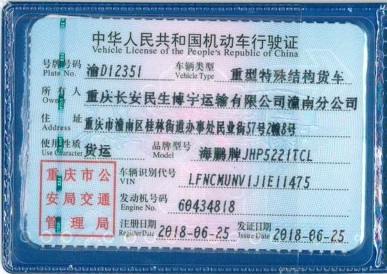 中华人民共和国机动车行驶证
Vehicle License of the People's Republic of China
号牌号码 Plate No. 渝D12351 车辆类型 Vehicle Type 重型特殊结构货车
所有人 Owner 重庆长安民生博宇运输有限公司潼南分公司
住址 Address 重庆市潼南区桂林街道办事处民业街57号2幢8号
使用性质 Use Character 货运 品牌型号 Model 海鹏牌JHP5221TCL
重庆市公安局交通管理局
车辆识别代号 VIN LFNCMUNV1J1E11475
发动机号码 Engine No. 60434818
注册日期 Register Date 2018-06-25 发证日期 Issue Date 2018-06-25